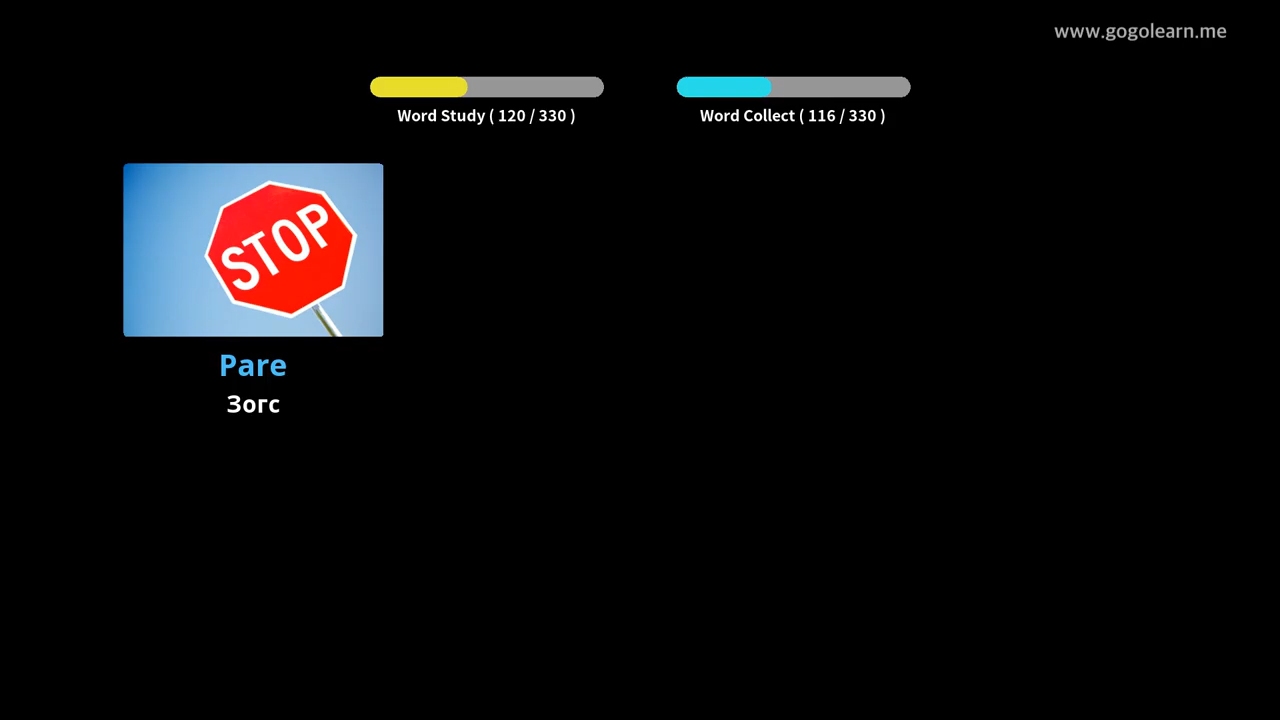 www.gogolearn.me
Word Study ( 120 / 330 )
Word Collect ( 116 / 330 )
STOP
Pare
Зогс